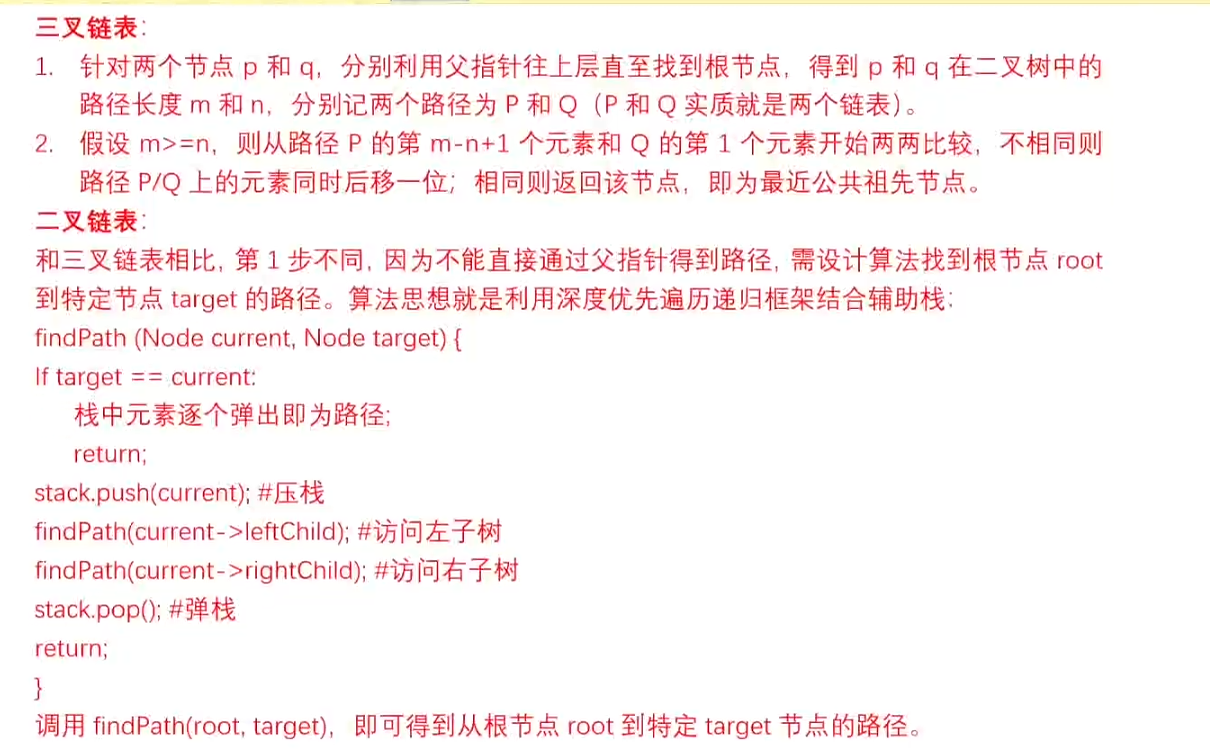 三叉链表:
1. 针对两个节点 p 和 q，分别利用父指针往上层直至找到根节点，得到 p 和 q 在二叉树中的
路径长度 m 和 n，分别记两个路径为 P 和 Q（P 和 Q 实质就是两个链表）。
2. 假设 m>=n，则从路径 P 的第 m-n+1 个元素和 Q 的第 1 个元素开始两两比较，不相同则
路径 P/Q 上的元素同时后移一位；相同则返回该节点，即为最近公共祖先节点。
二叉链表:
和三叉链表相比, 第 1 步不同, 因为不能直接通过父指针得到路径, 需设计算法找到根节点 root
到特定节点 target 的路径。算法思想就是利用深度优先遍历递归框架结合辅助栈:
findPath (Node current, Node target) {
If target == current:
栈中元素逐个弹出即为路径;
return;
stack.push(current); #压栈
findPath(current->leftChild); #访问左子树
findPath(current->rightChild); #访问右子树
stack.pop(); #弹栈
return;
}
调用 findPath(root, target)，即可得到从根节点 root 到特定 target 节点的路径。